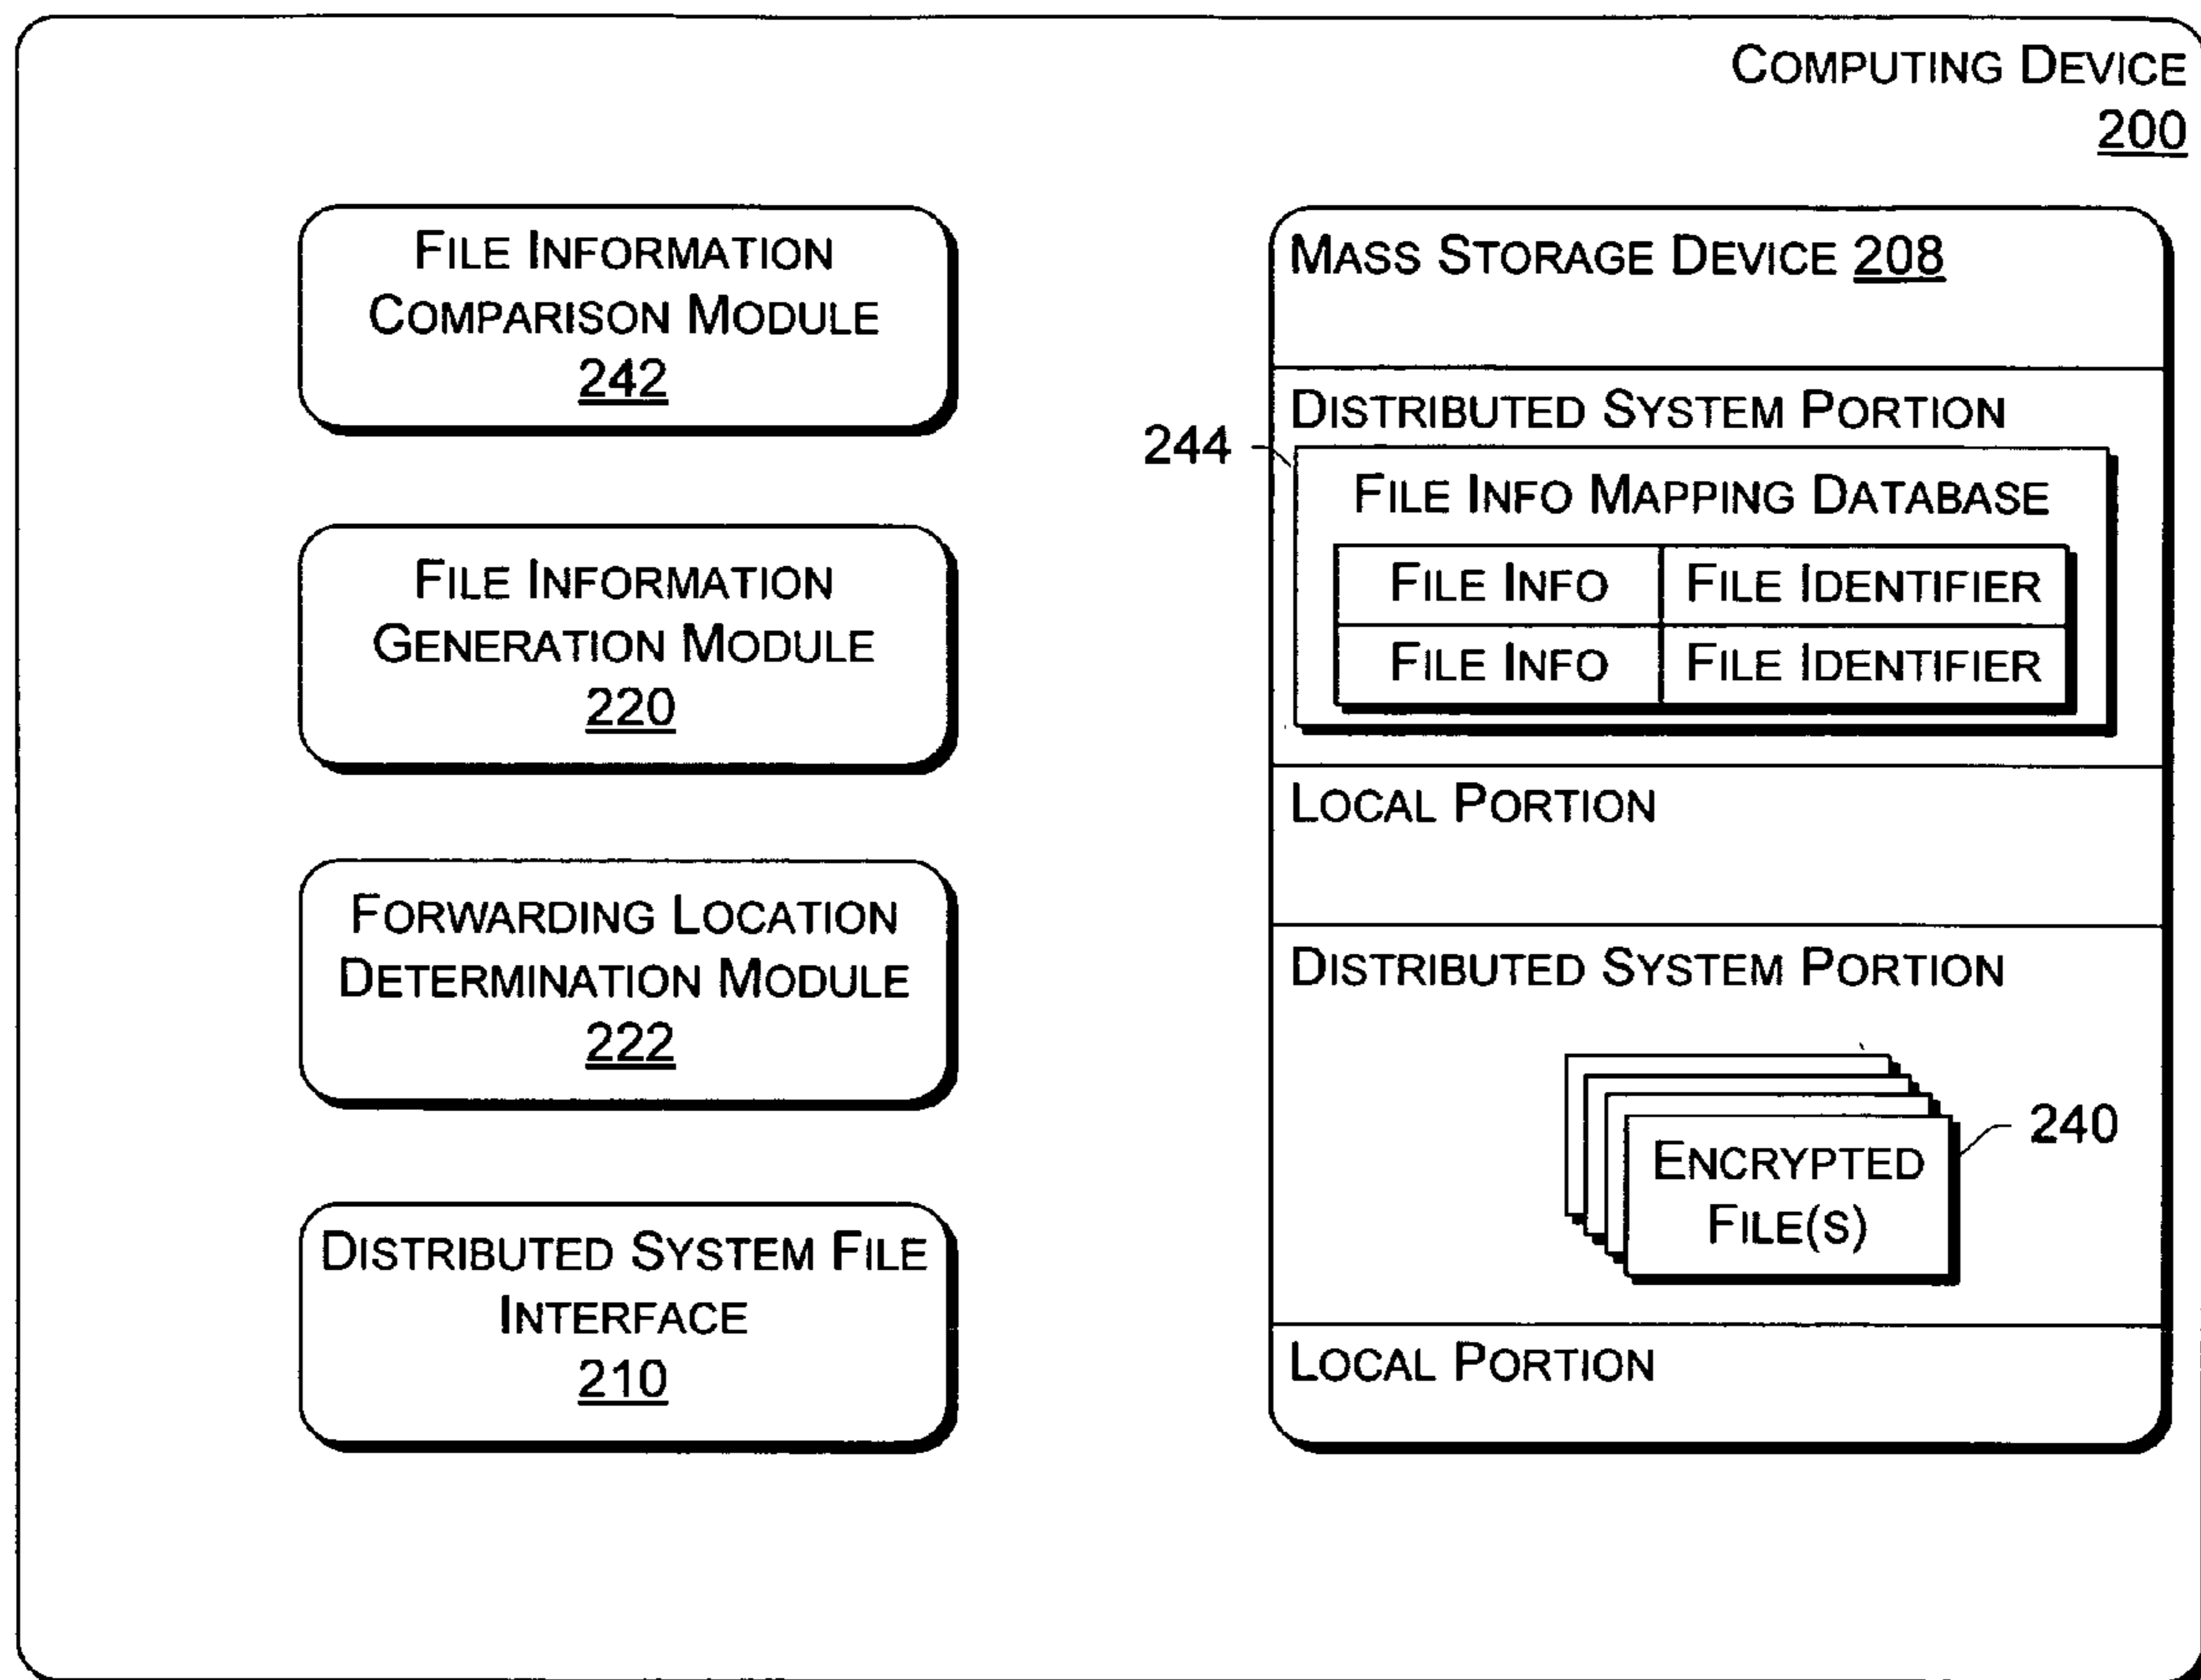 COMPUTING DEVICE
200
FILE INFORMATION
COMPARISON MODULE
242
FILE INFORMATION
GENERATION MODULE
220
FORWARDING LOCATION
DETERMINATION MODULE
222
DISTRIBUTED SYSTEM FILE
INTERFACE
210
MASS STORAGE DEVICE 208
DISTRIBUTED SYSTEM PORTION
244
FILE INFO MAPPING DATABASE
FILE INFO FILE IDENTIFIER
FILE INFO FILE IDENTIFIER
LOCAL PORTION
DISTRIBUTED SYSTEM PORTION
240
ENCRYPTED
FILE(S)
LOCAL PORTION